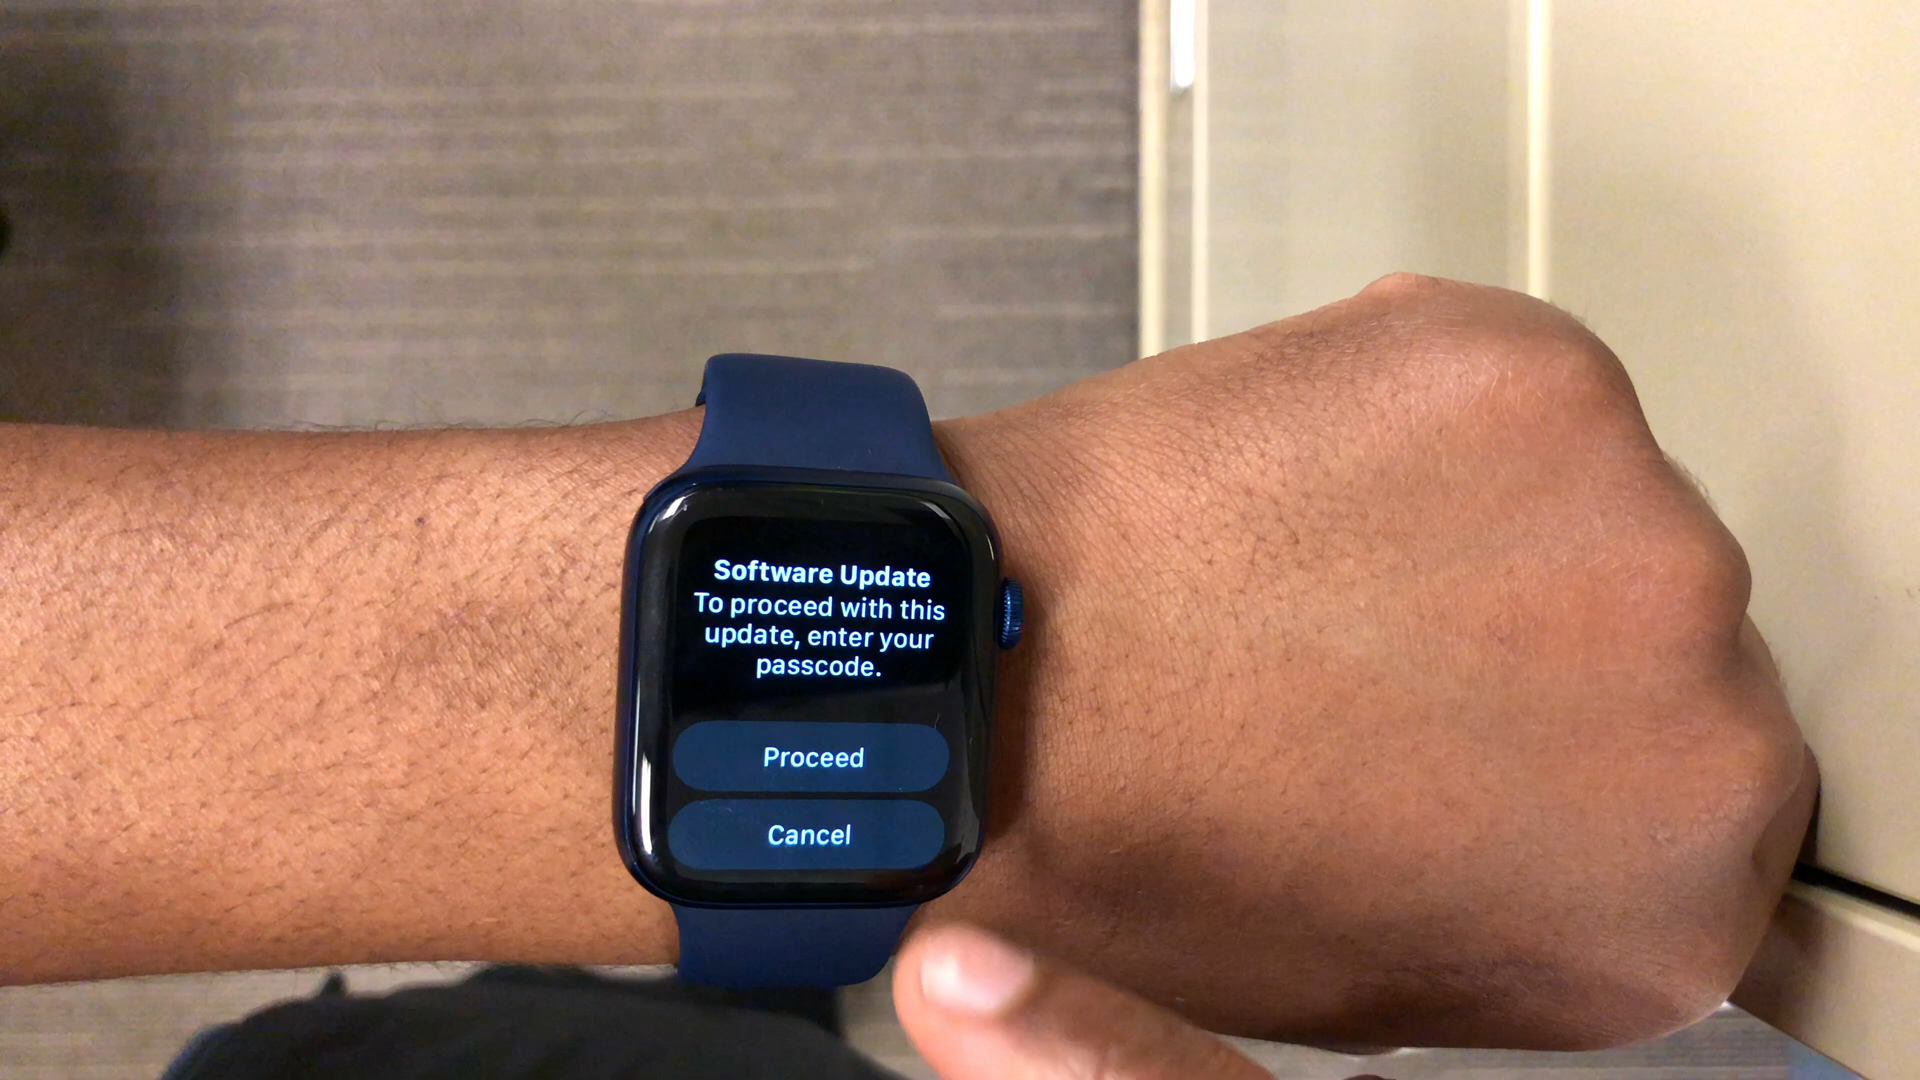 Software Update
To proceed with this
update, enter your
passcode.
Proceed
Cancel